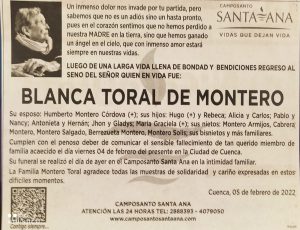 Un inmenso dolor nos invade por tu partida, pero
sabemos que no es un adiós sino un hasta pronto,
pues en el corazón sentimos que no hemos perdido a
nuestra MADRE en la tierra, sino que hemos ganado
un ángel en el cielo, que con inmenso amor estará
siempre en nuestras vidas.
CAMPOSANTO
SANTA ANA
VIDAS QUE DEJAN VIDA
LUEGO DE UNA LARGA VIDA LLENA DE BONDAD Y BENDICIONES REGRESO AL
SENO DEL SEÑOR QUIEN EN VIDA FUE:
BLANCA TORAL DE MONTERO
Su esposo: Humberto Montero Córdova (+); sus hijos: Hugo (+) y Rebeca; Alicia y Carlos; Pablo y
Nancy; Antonieta y Hernán; Jhon y Gladys; María Graciela (+); sus nietos: Montero Armijos, Cabrera
Montero, Montero Salgado, Berrezueta Montero, Montero Solis; sus bisnietos y más familiares.
Cumplen con el penoso deber de comunicar el sensible fallecimiento de tan querido miembro de
familia acaecido el día viernes 04 de febrero del presente en la Ciudad de Cuenca.
Su funeral se realizó el día de ayer en el Camposanto Santa Ana en la intimidad familiar.
La Familia Montero Toral agradece todas las muestras de solidaridad y cariño expresadas en estos
difíciles momentos.
Cuenca, 05 de febrero de 2022
CAMPOSANTO SANTA ANA
ATENCIÓN LAS 24 HORAS TEL: 2889393 - 4079050
www.camposantosantaana.com